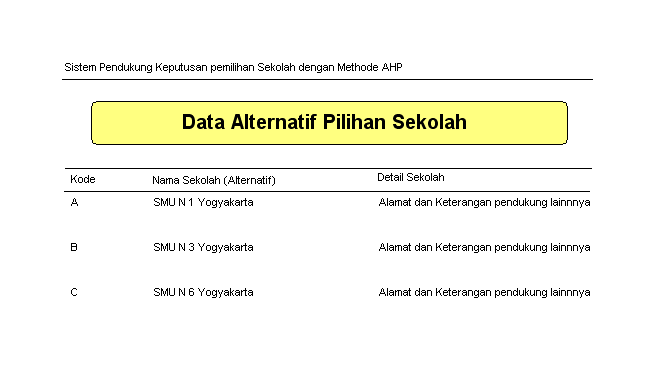 Sistem Pendukung Keputusan pemilihan Sekolah dengan Methode AHP
Data Alternatif Pilihan Sekolah
Kode Nama Sekolah (Alternatif) Detail Sekolah
A SMU N 1 Yogyakarta Alamat dan Keterangan pendukung lainnnya
B SMU N 3 Yogyakarta Alamat dan Keterangan pendukung lainnnya
C SMU N 6 Yogyakarta Alamat dan Keterangan pendukung lainnnya